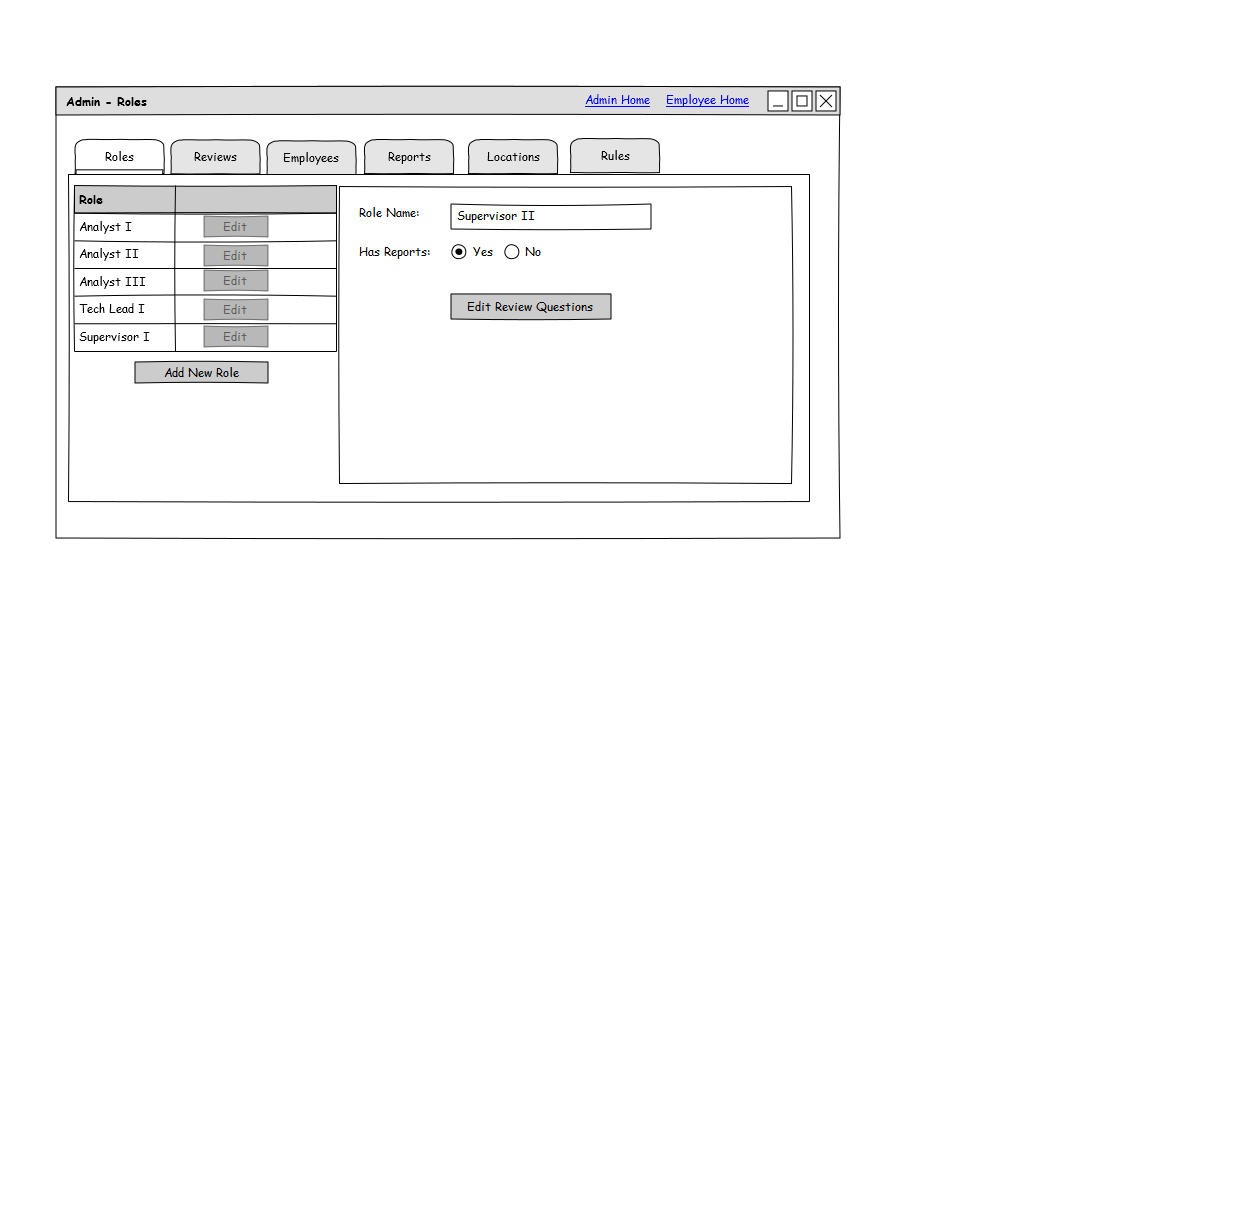 Admin - Roles Admin Home Employee Home
Roles Reviews Employees Reports Locations Rules
Role
Analyst I Edit
Analyst II Edit
Analyst III Edit
Tech Lead I Edit
Supervisor I Edit
Add New Role
Role Name: Supervisor II
Has Reports: Yes No
Edit Review Questions